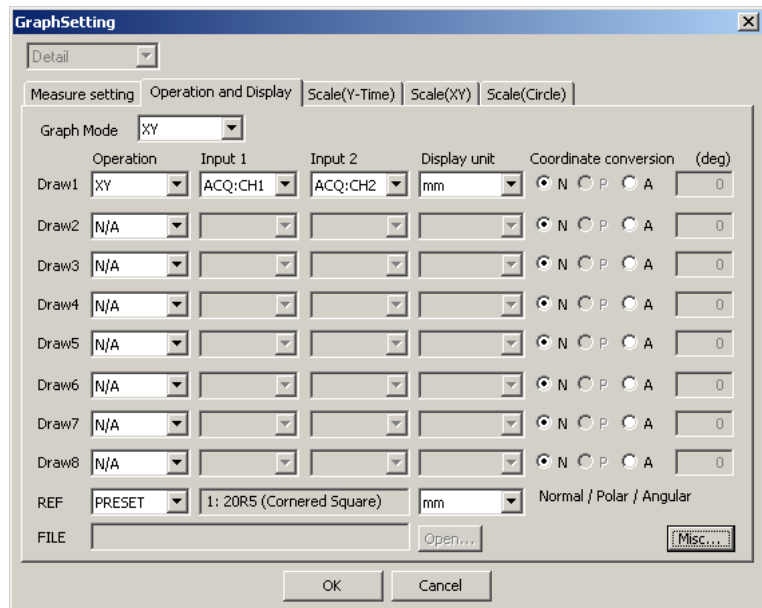 GraphSetting
Detail
Measure setting Operation and Display Scale(Y-Time) Scale(XY) Scale(Circle)
Graph Mode XY
Operation Input 1 Input 2 Display unit Coordinate conversion (deg)
Draw1 XY ACQ:CH1 ACQ:CH2 mm N P A 0
Draw2 N/A N P A 0
Draw3 N/A N P A 0
Draw4 N/A N P A 0
Draw5 N/A N P A 0
Draw6 N/A N P A 0
Draw7 N/A N P A 0
Draw8 N/A N P A 0
REF PRESET 1: 20R5 (Cornered Square) mm Normal / Polar / Angular
FILE Open... Misc...
OK Cancel